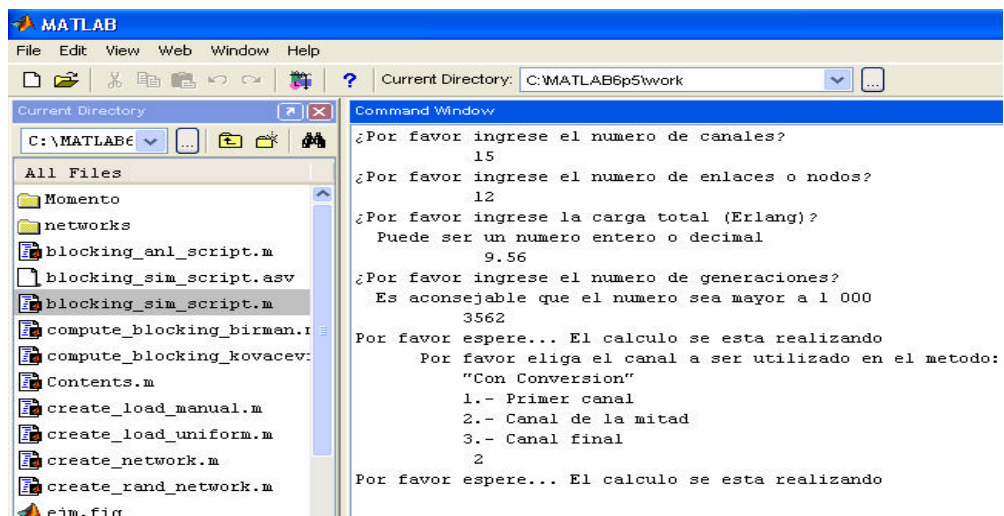 MATLAB
File Edit View Web Window Help
? Current Directory: C:\MATLAB6p5\work ...
Current Directory
C:\MATLAB6 ...
All Files
Momento
networks
blocking_anl_script.m
blocking_sim_script.asv
blocking_sim_script.m
compute_blocking_birman.m
compute_blocking_kovacev:
Contents.m
create_load_manual.m
create_load_uniform.m
create_network.m
create_rand_network.m
ejm.fig
Command Window
¿Por favor ingrese el numero de canales?
15
¿Por favor ingrese el numero de enlaces o nodos?
12
¿Por favor ingrese la carga total (Erlang)?
Puede ser un numero entero o decimal
9.56
¿Por favor ingrese el numero de generaciones?
Es aconsejable que el numero sea mayor a 1 000
3562
Por favor espere... El calculo se esta realizando
Por favor eliga el canal a ser utilizado en el metodo:
"Con Conversion"
1.- Primer canal
2.- Canal de la mitad
3.- Canal final
2
Por favor espere... El calculo se esta realizando